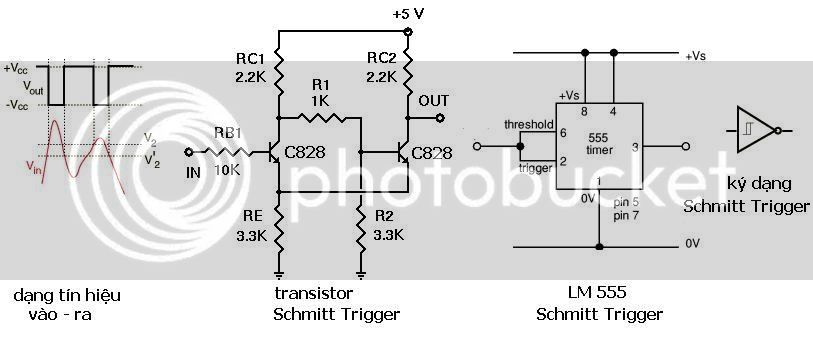 +Vcc
Vout
-Vcc
V2
V'2
Vin
dạng tín hiệu
vào - ra
+5 V
RC1
2.2K
RC2
2.2K
R1
1K
OUT
RB1
10K
IN
C828
C828
RE
3.3K
R2
3.3K
transistor
Schmitt Trigger
+Vs
+Vs
8
4
threshold
6
555
timer
3
2
trigger
1
0V
pin 5
pin 7
0V
LM 555
Schmitt Trigger
ký dạng
Schmitt Trigger
photobucket